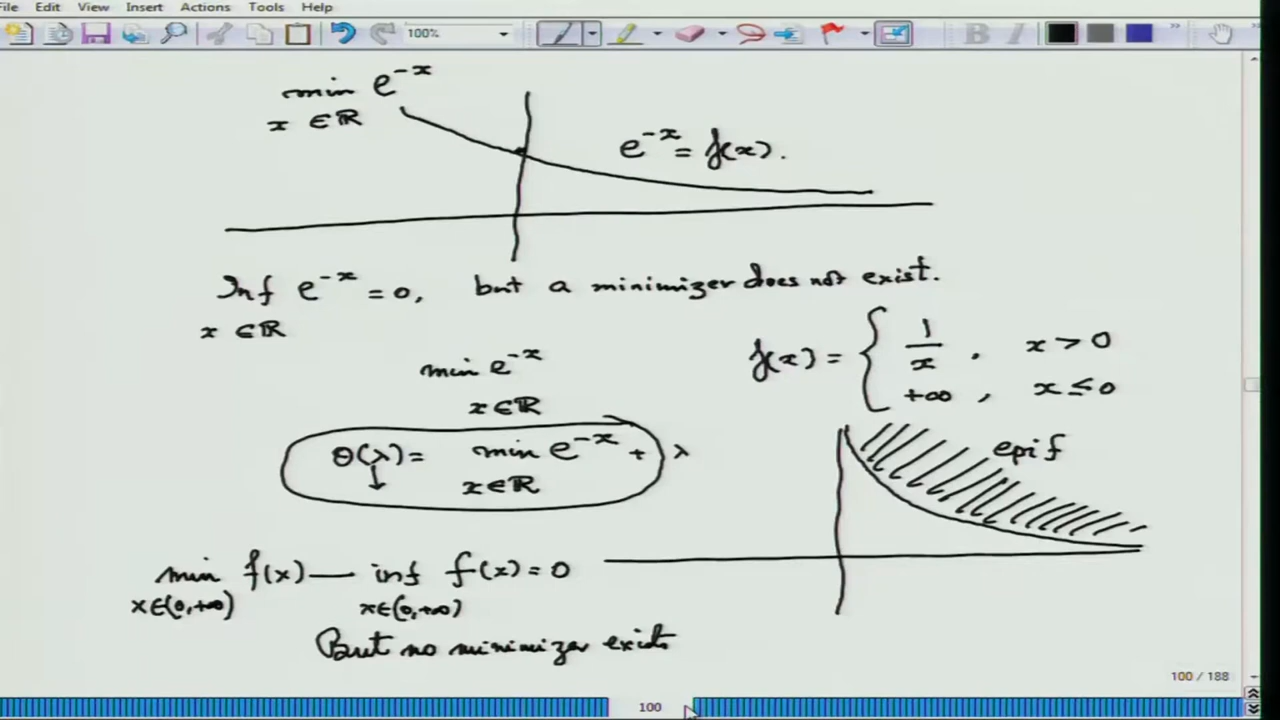 File Edit View Insert Actions Tools Help
100%
B I
min e^{-x}
x ∈ ℝ
e^{-x} = f(x).
Inf e^{-x} = 0, but a minimizer does not exist.
x ∈ ℝ
min e^{-x}
x ∈ ℝ
f(x) = { 1/x , x > 0
+∞ , x ≤ 0
θ(λ) = min e^{-x} + λ
x ∈ ℝ
epi f
min f(x) — inf f(x) = 0
x∈(0,+∞) x∈(0,+∞)
But no minimizer exists
100 / 188
100